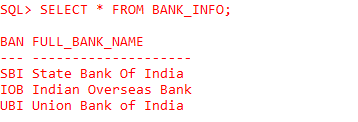 SQL> SELECT * FROM BANK_INFO;
BAN FULL_BANK_NAME
--- --------------------
SBI State Bank Of India
IOB Indian Overseas Bank
UBI Union Bank of India